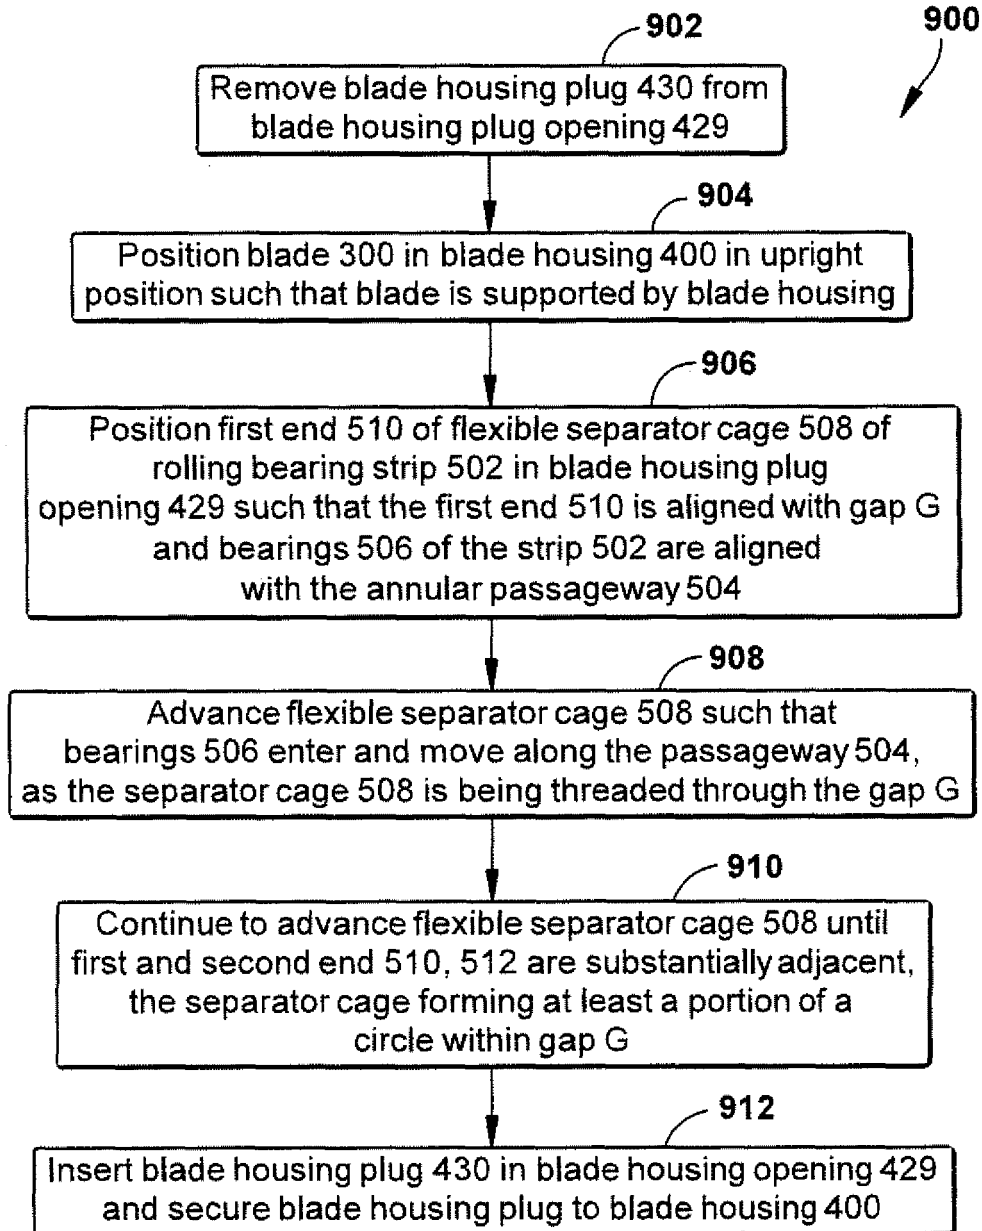 900
902
Remove blade housing plug 430 from
blade housing plug opening 429
904
Position blade 300 in blade housing 400 in upright
position such that blade is supported by blade housing
906
Position first end 510 of flexible separator cage 508 of
rolling bearing strip 502 in blade housing plug
opening 429 such that the first end 510 is aligned with gap G
and bearings 506 of the strip 502 are aligned
with the annular passageway 504
908
Advance flexible separator cage 508 such that
bearings 506 enter and move along the passageway 504,
as the separator cage 508 is being threaded through the gap G
910
Continue to advance flexible separator cage 508 until
first and second end 510, 512 are substantially adjacent,
the separator cage forming at least a portion of a
circle within gap G
912
Insert blade housing plug 430 in blade housing opening 429
and secure blade housing plug to blade housing 400